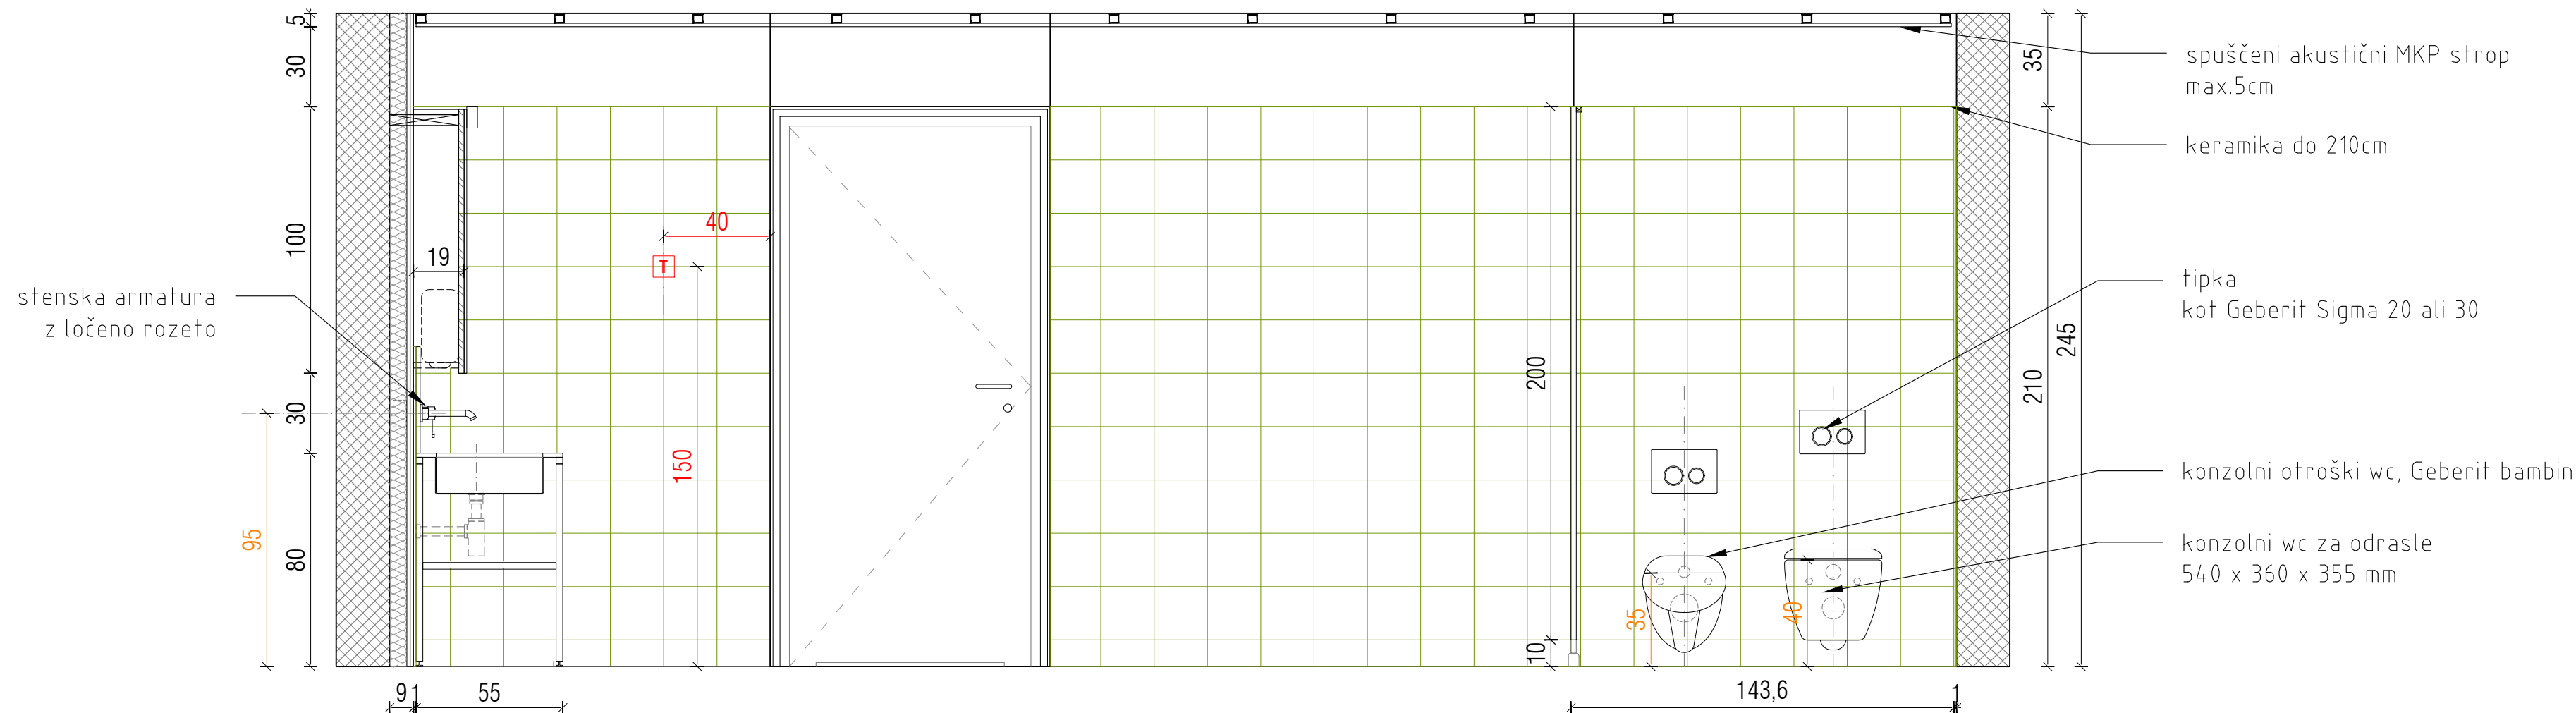 spuščeni akustični MKP strop
max.5cm
keramika do 210cm
tipka
kot Geberit Sigma 20 ali 30
konzolni otroški wc, Geberit bambin
konzolni wc za odrasle
540 x 360 x 355 mm
stenska armatura
z ločeno rozeto
5
30
100
30
80
95
19
40
T
150
200
10
35
40
35
210
245
9
1
55
143,6
1